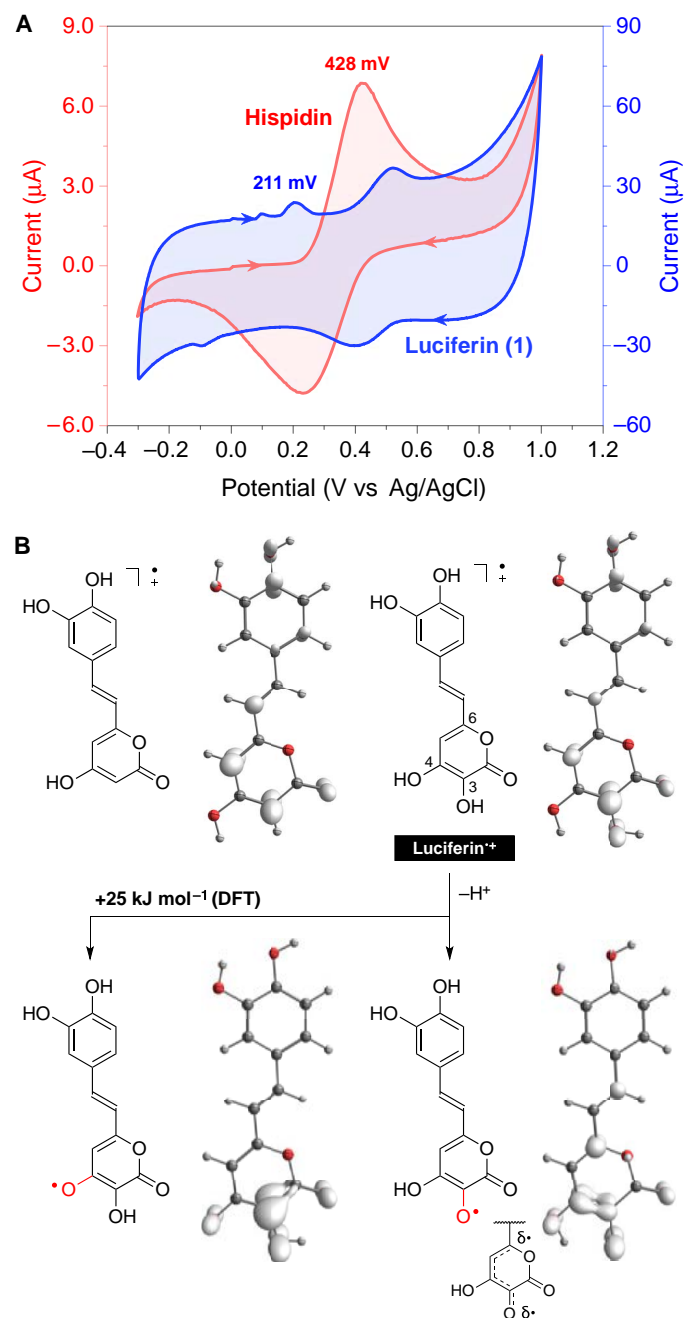 A
9.0
6.0
3.0
0.0
−3.0
−6.0
Current (μA)
90
60
30
0
−30
−60
Current (μA)
428 mV
Hispidin
211 mV
Luciferin (1)
−0.4 −0.2 0.0 0.2 0.4 0.6 0.8 1.0 1.2
Potential (V vs Ag/AgCl)
B
OH
HO
• +
O
HO
O
OH
HO
• +
6
O
4
HO
3
O
OH
Luciferin•+
+25 kJ mol−1 (DFT)
−H+
OH
HO
O
•O
O
OH
OH
HO
O
HO
O
O•
O
HO
O
O δ•
δ•